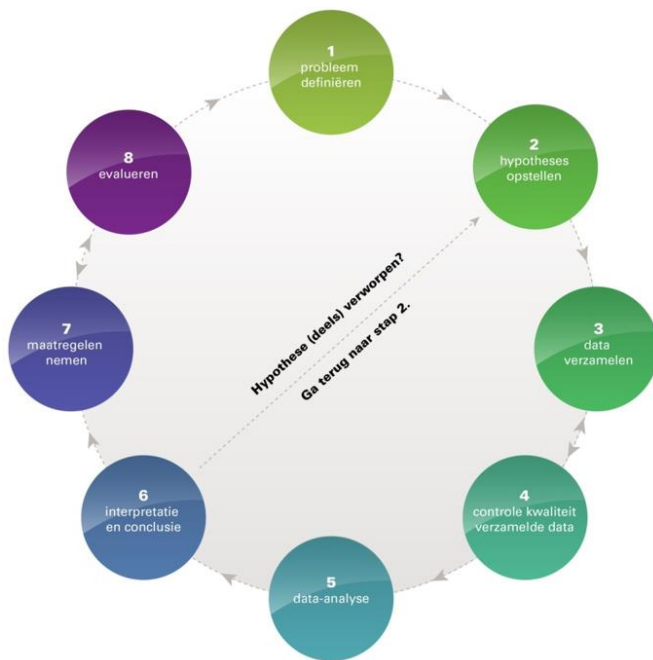 1
probleem
definiëren
2
hypotheses
opstellen
3
data
verzamelen
4
controle kwaliteit
verzamelde data
5
data-analyse
6
interpretatie
en conclusie
7
maatregelen
nemen
8
evalueren
Hypothese (deels) verworpen?
Ga terug naar stap 2.